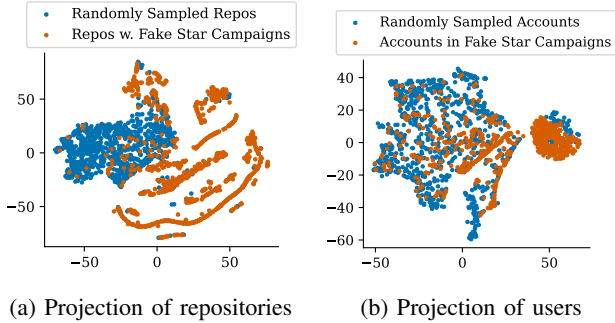 Randomly Sampled Repos
Repos w. Fake Star Campaigns
50
0
−50
−50
0
50
(a) Projection of repositories
Randomly Sampled Accounts
Accounts in Fake Star Campaigns
40
20
0
−20
−40
−60
−50
0
50
(b) Projection of users